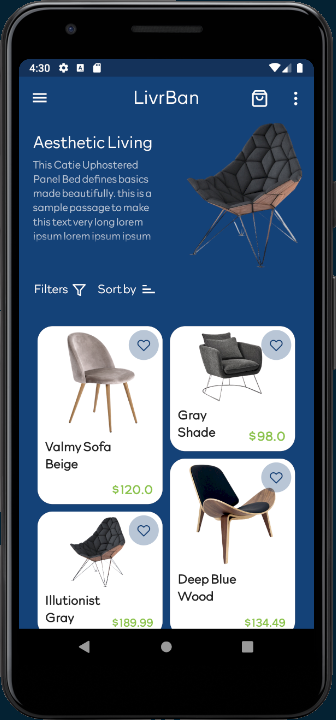 4:30
LivrBan
Aesthetic Living
This Catie Uphostered
Panel Bed defines basics
made beautifully. this is a
sample passage to make
this text very long lorem
ipsum lorem ipsum ipsum
Filters
Sort by
Valmy Sofa
Beige
$120.0
Gray
Shade
$98.0
Illutionist
Gray
$189.99
Deep Blue
Wood
$134.49